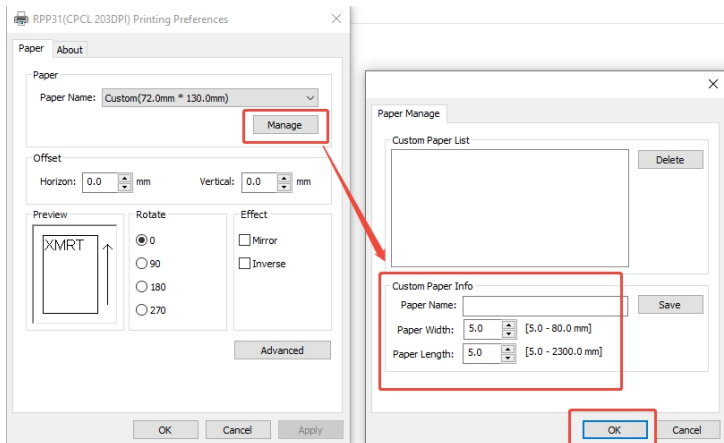 RPP31(CPCL 203DPI) Printing Preferences
Paper About
Paper
Paper Name: Custom(72.0mm * 130.0mm)
Manage
Offset
Horizon: 0.0 mm Vertical: 0.0 mm
Preview
XMRT
Rotate
0
90
180
270
Effect
Mirror
Inverse
Advanced
OK Cancel Apply
Paper Manage
Custom Paper List
Delete
Custom Paper Info
Paper Name: Save
Paper Width: 5.0 [5.0 - 80.0 mm]
Paper Length: 5.0 [5.0 - 2300.0 mm]
OK Cancel